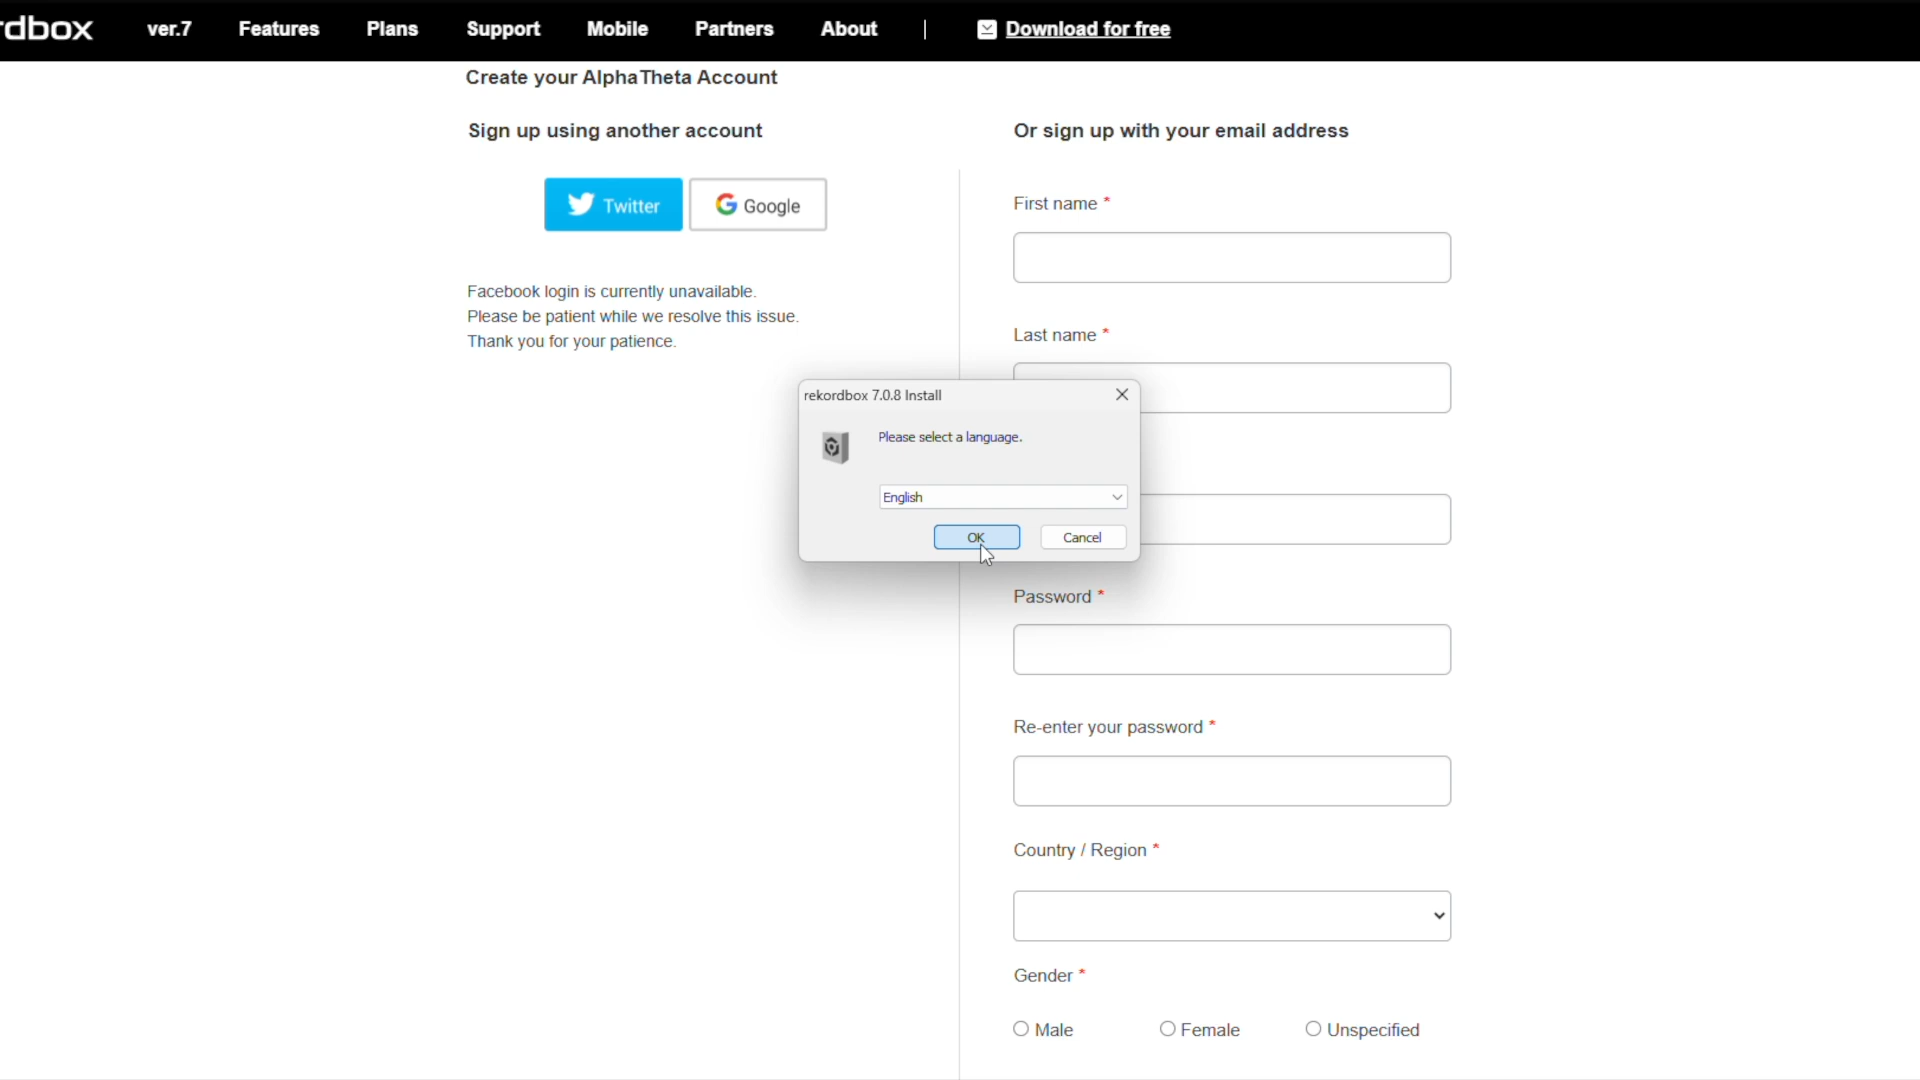 rdbox ver.7 Features Plans Support Mobile Partners About | Download for free
Create your AlphaTheta Account
Sign up using another account
Twitter
Google
Facebook login is currently unavailable.
Please be patient while we resolve this issue.
Thank you for your patience.
Or sign up with your email address
First name *
Last name *
rekordbox 7.0.8 Install
Please select a language.
English
OK
Cancel
Password *
Re-enter your password *
Country / Region *
Gender *
Male
Female
Unspecified